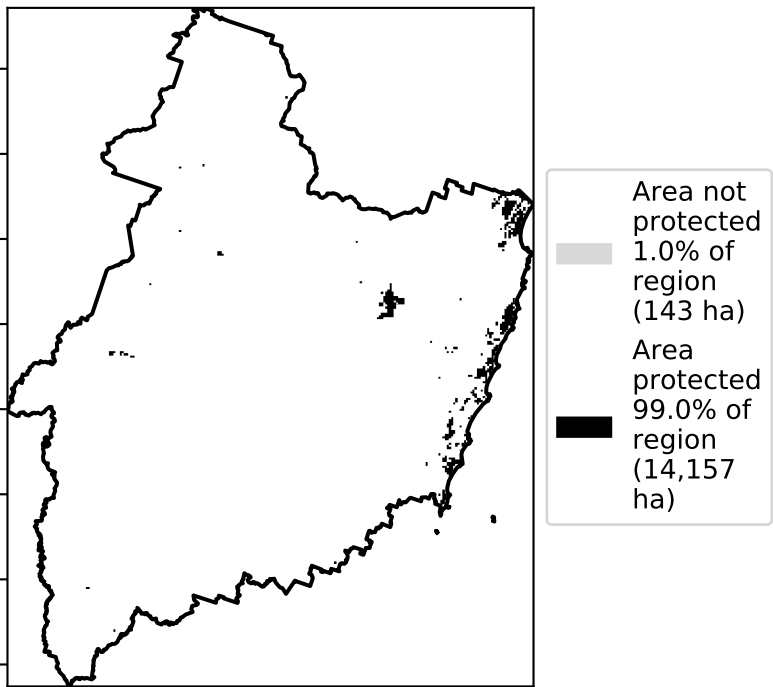 Area not
protected
1.0% of
region
(143 ha)
Area
protected
99.0% of
region
(14,157
ha)